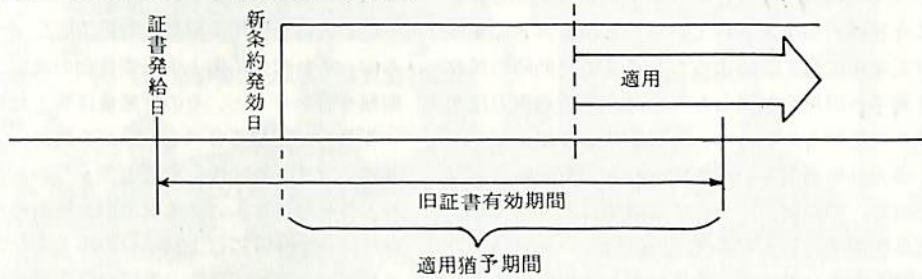 証書発給日
新条約発効日
適用
旧証書有効期間
適用猶予期間